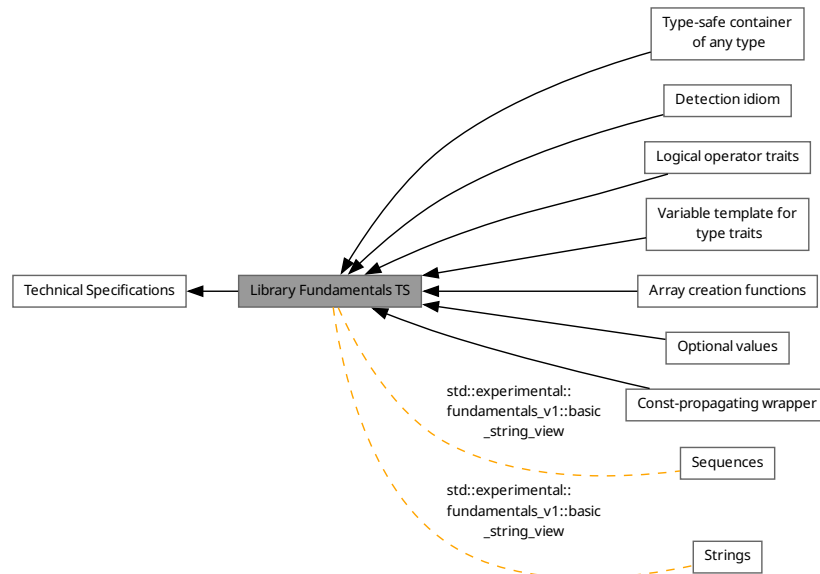 Type-safe container
of any type
Detection idiom
Logical operator traits
Variable template for
type traits
Technical Specifications
Library Fundamentals TS
Array creation functions
Optional values
Const-propagating wrapper
std::experimental::
fundamentals_v1::basic
_string_view
Sequences
std::experimental::
fundamentals_v1::basic
_string_view
Strings